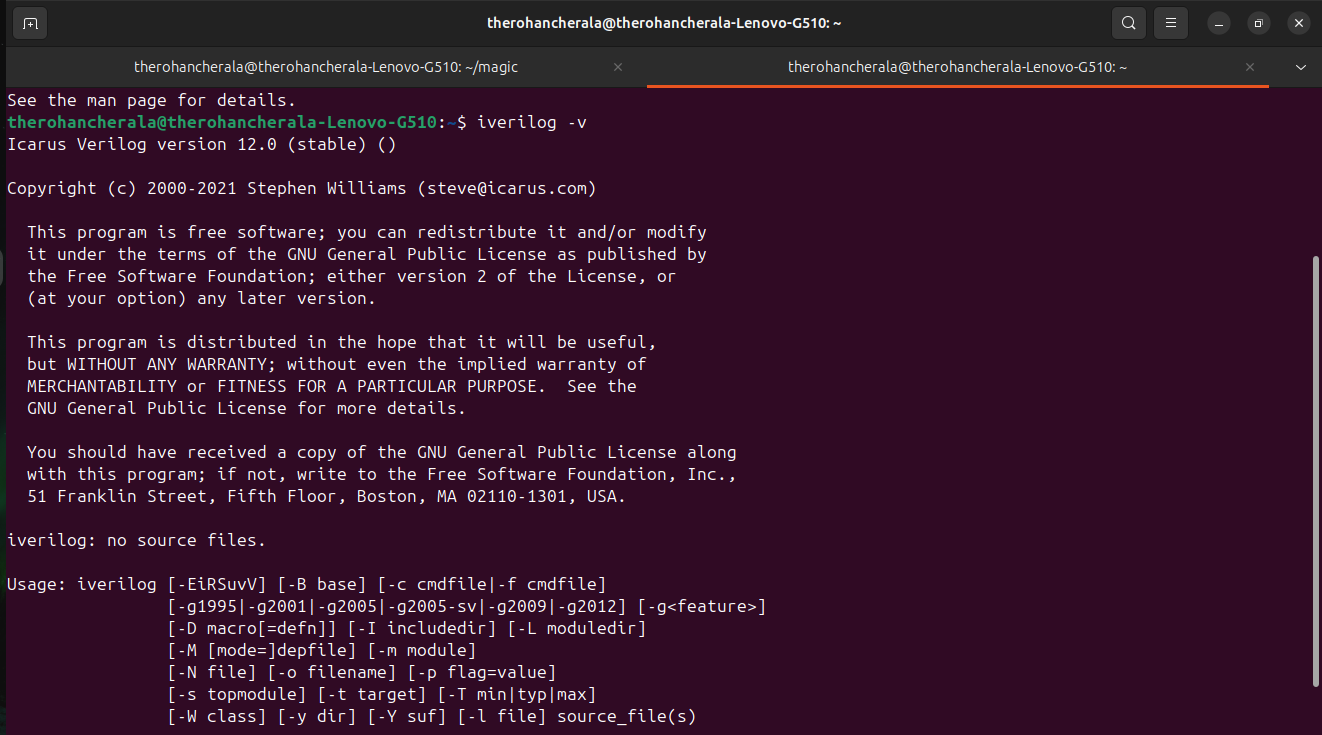 therohancherala@therohancherala-Lenovo-G510: ~
therohancherala@therohancherala-Lenovo-G510: ~/magic
therohancherala@therohancherala-Lenovo-G510: ~
See the man page for details.
therohancherala@therohancherala-Lenovo-G510:~$ iverilog -v
Icarus Verilog version 12.0 (stable) ()
Copyright (c) 2000-2021 Stephen Williams (steve@icarus.com)
This program is free software; you can redistribute it and/or modify
it under the terms of the GNU General Public License as published by
the Free Software Foundation; either version 2 of the License, or
(at your option) any later version.
This program is distributed in the hope that it will be useful,
but WITHOUT ANY WARRANTY; without even the implied warranty of
MERCHANTABILITY or FITNESS FOR A PARTICULAR PURPOSE.  See the
GNU General Public License for more details.
You should have received a copy of the GNU General Public License along
with this program; if not, write to the Free Software Foundation, Inc.,
51 Franklin Street, Fifth Floor, Boston, MA 02110-1301, USA.
iverilog: no source files.
Usage: iverilog [-EiRSuvV] [-B base] [-c cmdfile|-f cmdfile]
[-g1995|-g2001|-g2005|-g2005-sv|-g2009|-g2012] [-g<feature>]
[-D macro[=defn]] [-I includedir] [-L moduledir]
[-M [mode=]depfile] [-m module]
[-N file] [-o filename] [-p flag=value]
[-s topmodule] [-t target] [-T min|typ|max]
[-W class] [-y dir] [-Y suf] [-l file] source_file(s)